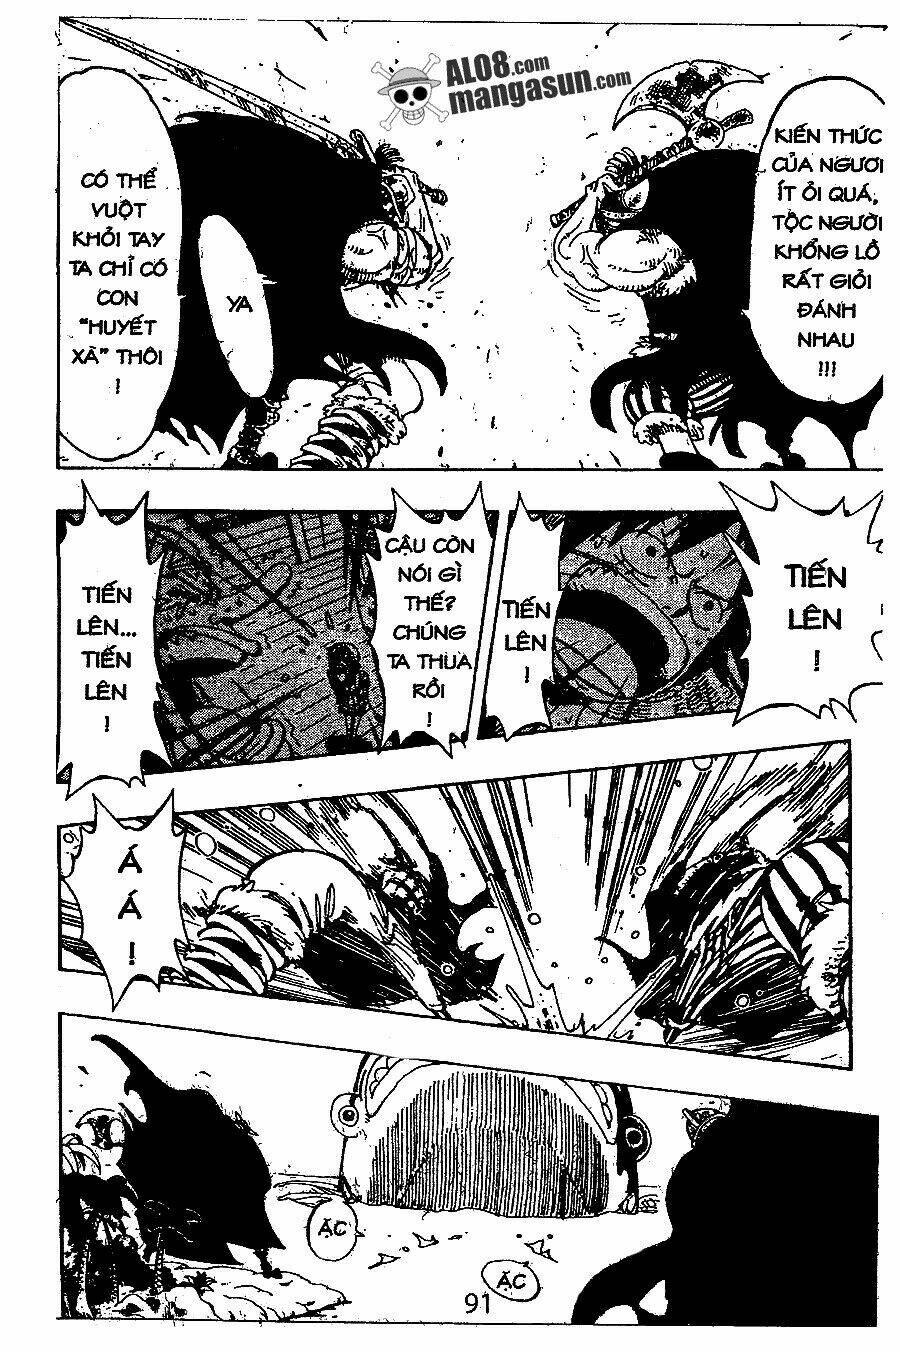 AL08.com
mangasun.com
KIẾN THỨC
CỦA NGƯƠI
ÍT ỎI QUÁ,
TỘC NGƯỜI
KHỔNG LỒ
RẤT GIỎI
ĐÁNH
NHAU
!!!
CÓ THỂ
VUỘT
KHỎI TAY
TA CHỈ CÓ
CON
"HUYẾT
XÀ" THÔI
!
YA
TIẾN
LÊN
!
TIẾN
LÊN
!
CẬU CÒN
NÓI GÌ
THẾ?
CHÚNG
TA THUA
RỒI
!
TIẾN
LÊN...
TIẾN
LÊN
!
Á
Á
!
ẶC
ẶC
91